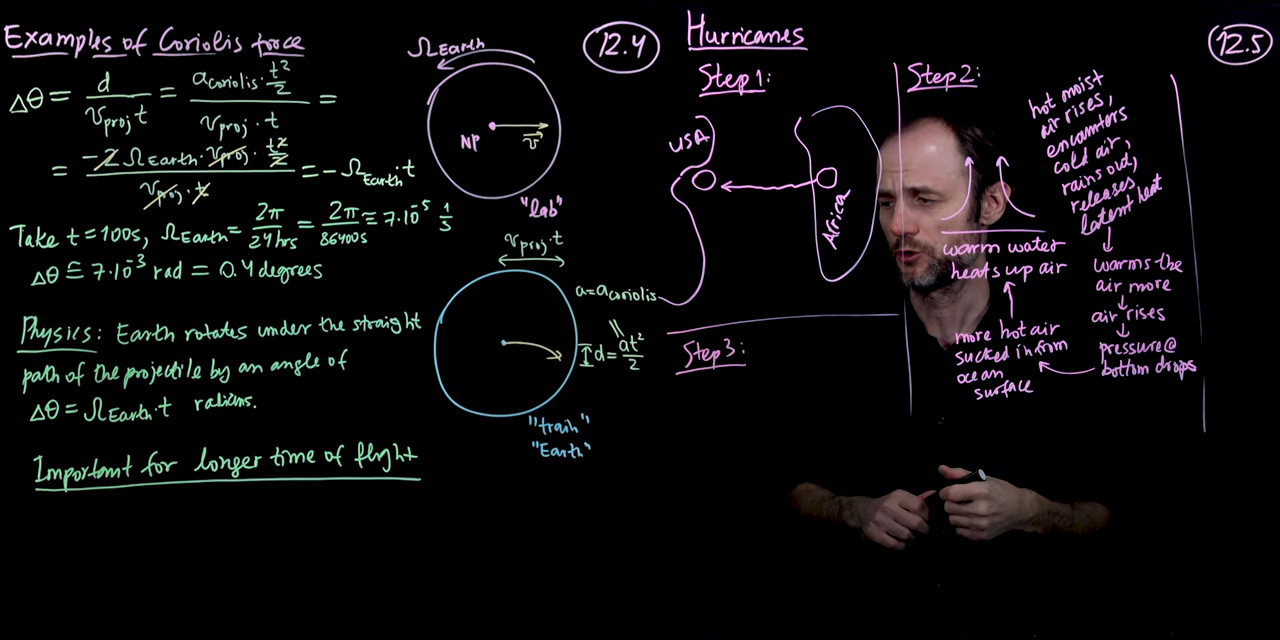 Examples of Coriolis force
Δθ = d / v_proj t = a_coriolis · t²/2 / v_proj · t =
= -2 Ω_Earth · v_proj · t²/2 / v_proj · t = -Ω_Earth · t
Take t=100s, Ω_Earth = 2π/24hrs = 2π/86400s ≅ 7·10⁻⁵ 1/s
Δθ ≅ 7·10⁻³ rad = 0.4 degrees
Physics: Earth rotates under the straight
path of the projectile by an angle of
Δθ = Ω_Earth · t radians.
Important for longer time of flight
Ω_Earth
NP
v
"lab"
v_proj · t
a = a_coriolis
d = at²/2
"train"
"Earth"
12.4
Hurricanes
12.5
Step 1:
USA
Africa
Step 2:
hot moist
air rises,
encounters
cold air,
rains out,
releases
latent heat
warms the
air more
air rises
pressure @
bottom drops
more hot air
sucked in from
ocean
surface
warm water
heats up air
Step 3: